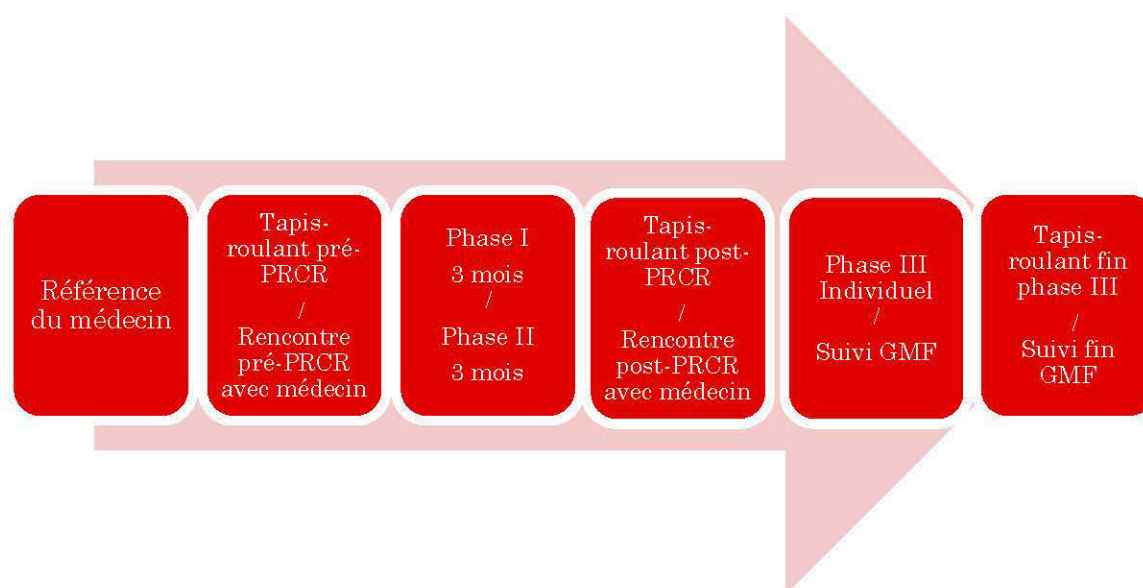 Référence
du médecin
Tapis-
roulant pré-
PRCR
/
Rencontre
pré-PRCR
avec médecin
Phase I
3 mois
/
Phase II
3 mois
Tapis-
roulant post-
PRCR
/
Rencontre
post-PRCR
avec médecin
Phase III
Individuel
/
Suivi GMF
Tapis-
roulant fin
phase III
/
Suivi fin
GMF